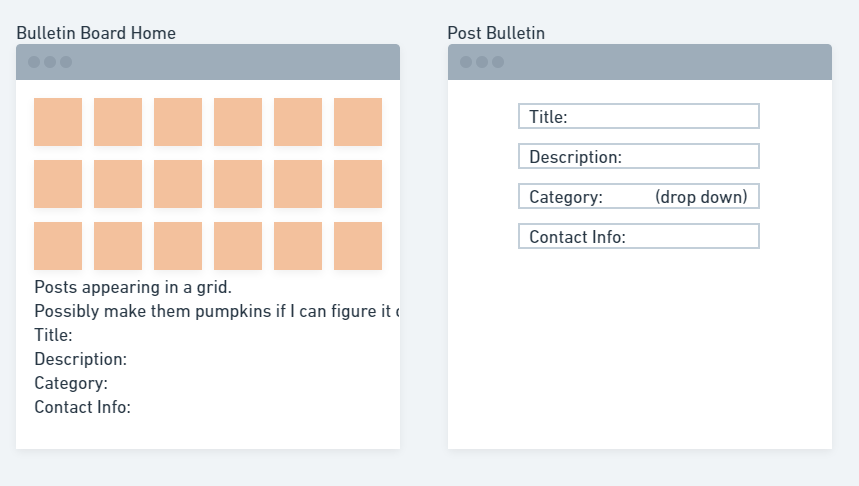 Bulletin Board Home
Posts appearing in a grid.
Possibly make them pumpkins if I can figure it
Title:
Description:
Category:
Contact Info:
Post Bulletin
Title:
Description:
Category: (drop down)
Contact Info: